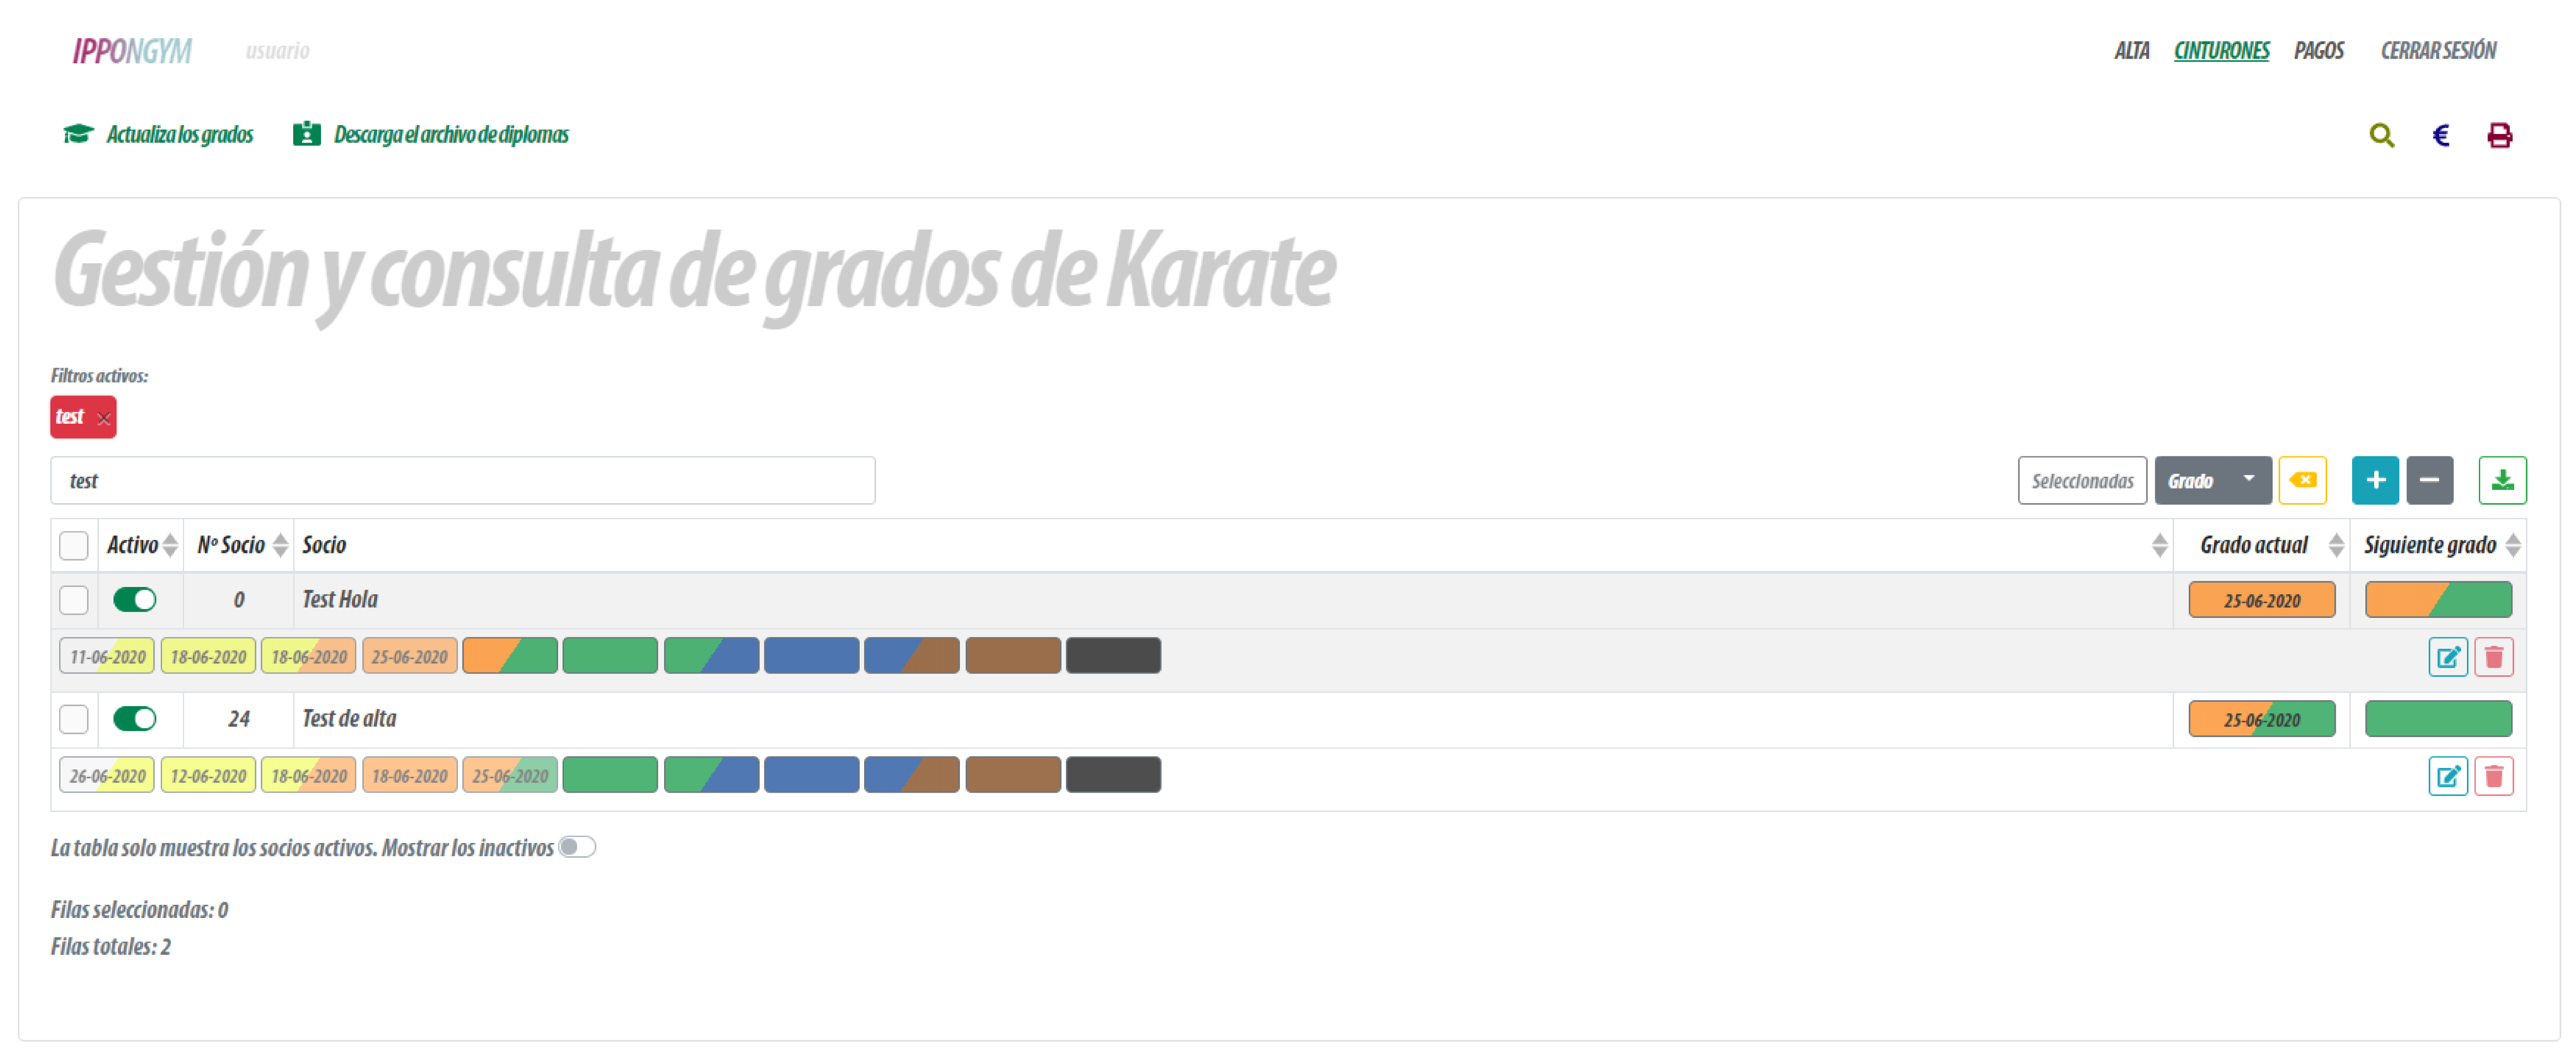 IPPONGYM usuario ALTA CINTURONES PAGOS CERRAR SESIÓN
Actualiza los grados Descarga el archivo de diplomas €
Gestión y consulta de grados de Karate
Filtros activos:
test ×
test Seleccionadas Grado + −
Activo Nº Socio Socio Grado actual Siguiente grado
0 Test Hola 25-06-2020
11-06-2020 18-06-2020 18-06-2020 25-06-2020
24 Test de alta 25-06-2020
26-06-2020 12-06-2020 18-06-2020 18-06-2020 25-06-2020
La tabla solo muestra los socios activos. Mostrar los inactivos
Filas seleccionadas: 0
Filas totales: 2